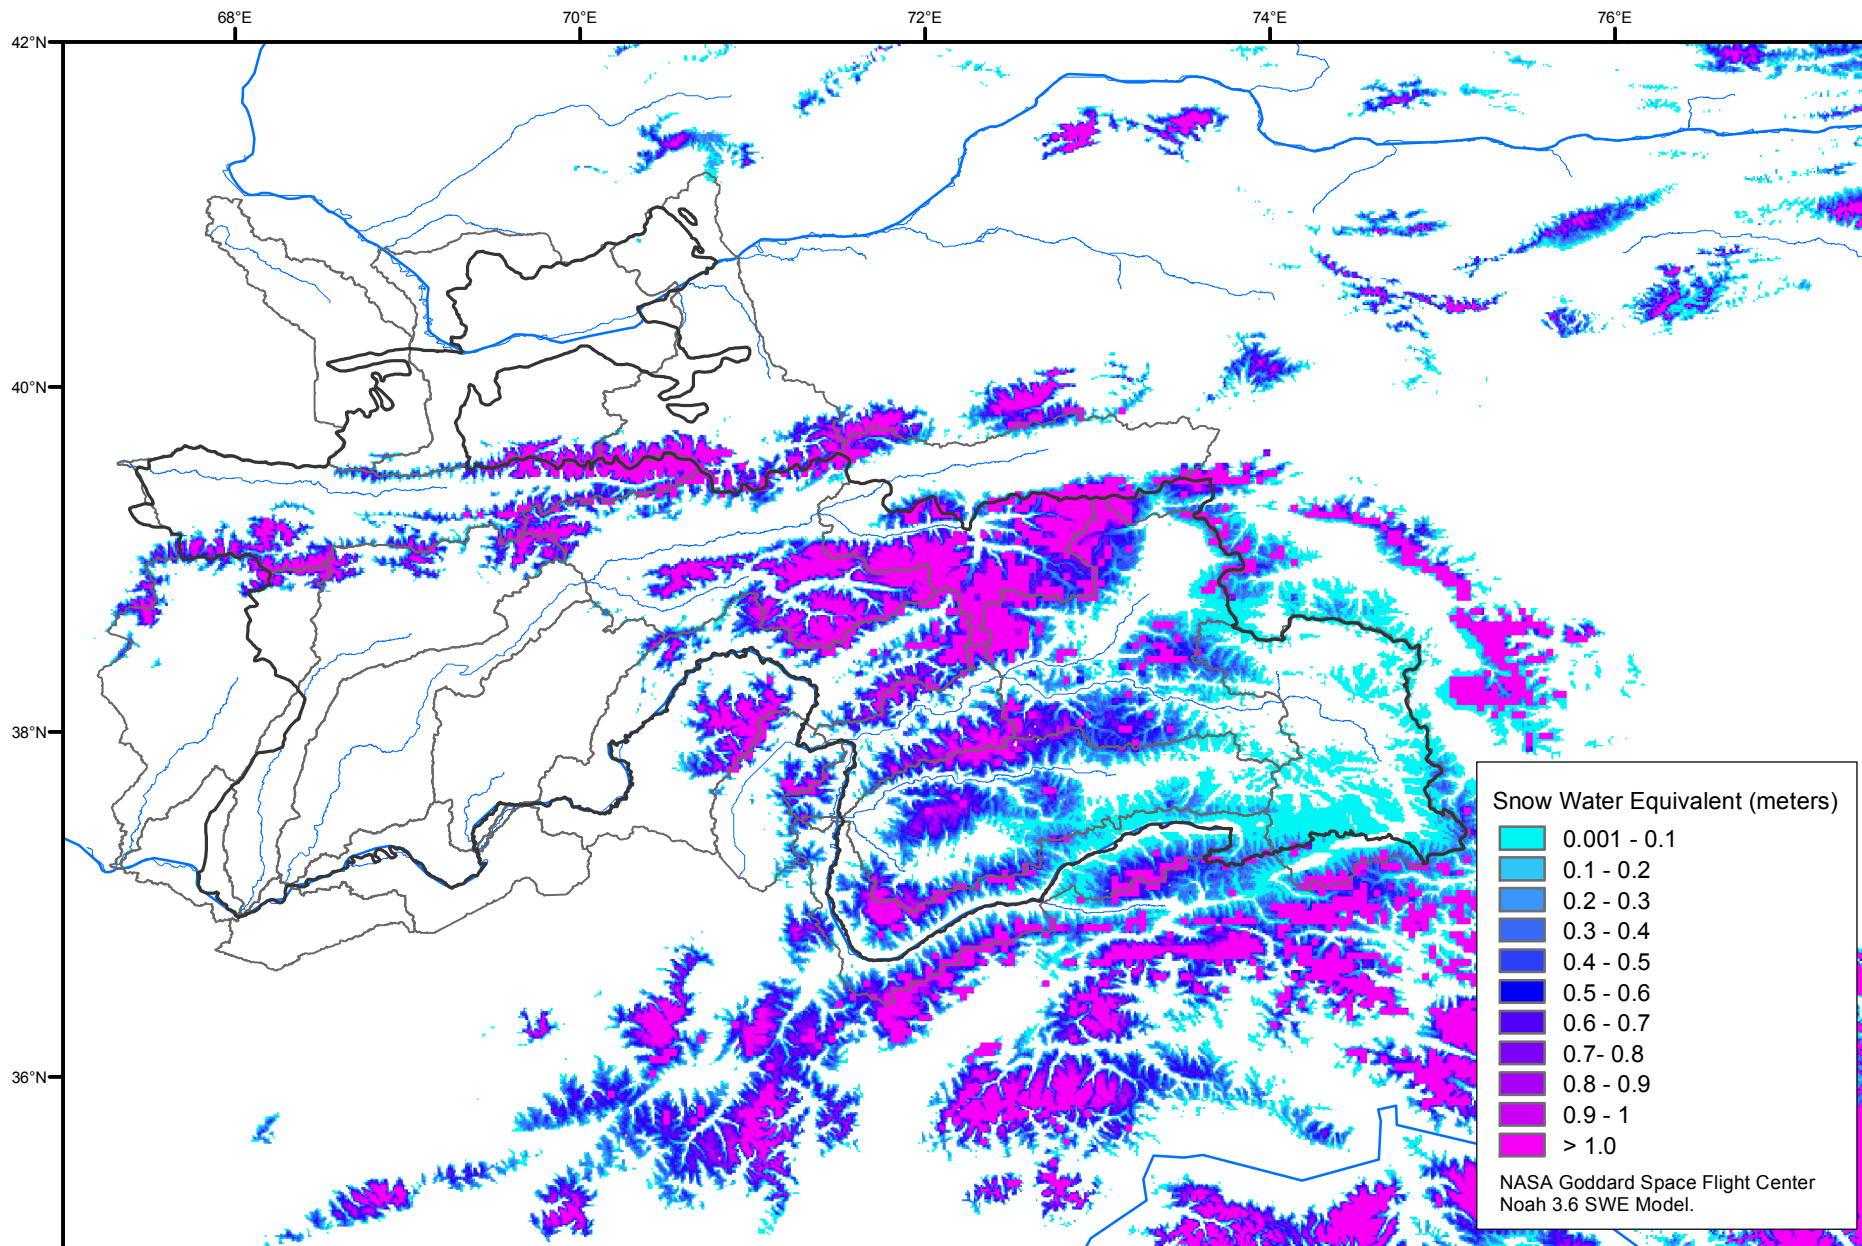 68°E 70°E 72°E 74°E 76°E
42°N
40°N
38°N
36°N
Snow Water Equivalent (meters)
0.001 - 0.1
0.1 - 0.2
0.2 - 0.3
0.3 - 0.4
0.4 - 0.5
0.5 - 0.6
0.6 - 0.7
0.7- 0.8
0.8 - 0.9
0.9 - 1
> 1.0
NASA Goddard Space Flight Center
Noah 3.6 SWE Model.